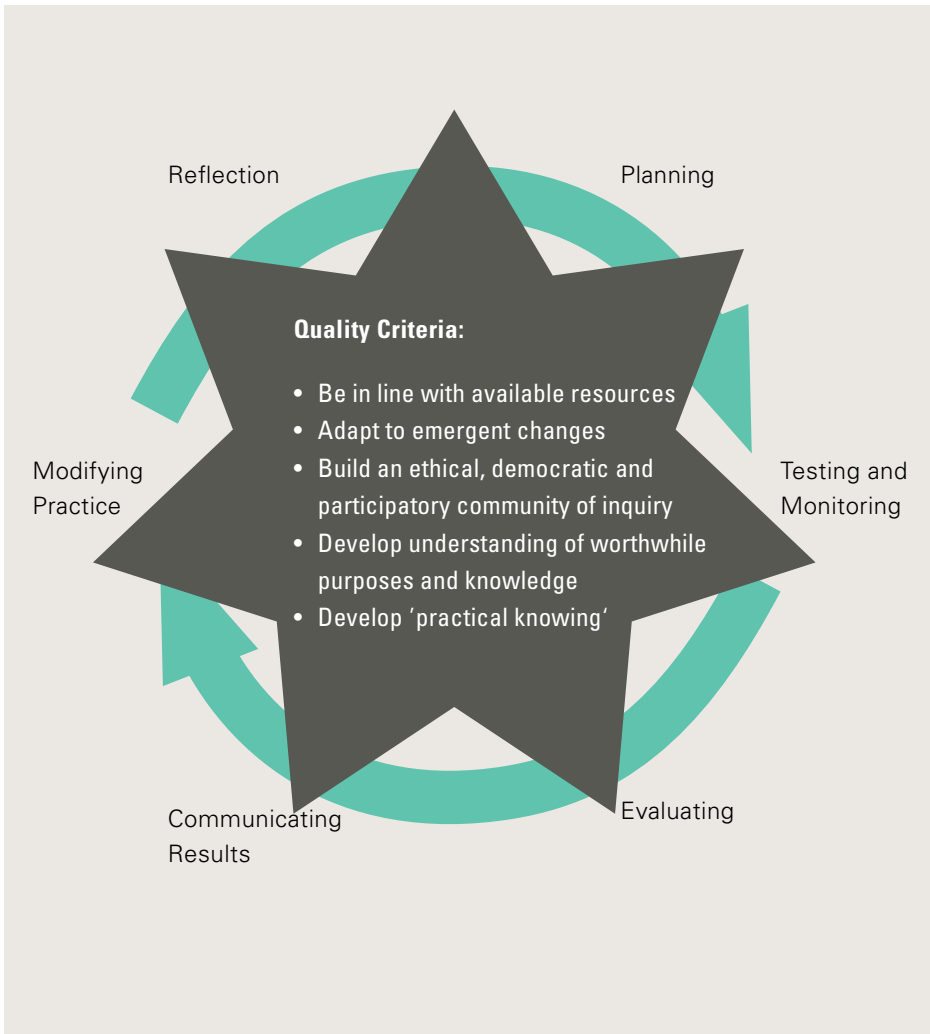 Reflection
Planning
Quality Criteria:
• Be in line with available resources
• Adapt to emergent changes
• Build an ethical, democratic and
participatory community of inquiry
• Develop understanding of worthwhile
purposes and knowledge
• Develop ’practical knowing‘
Modifying
Practice
Testing and
Monitoring
Communicating
Results
Evaluating